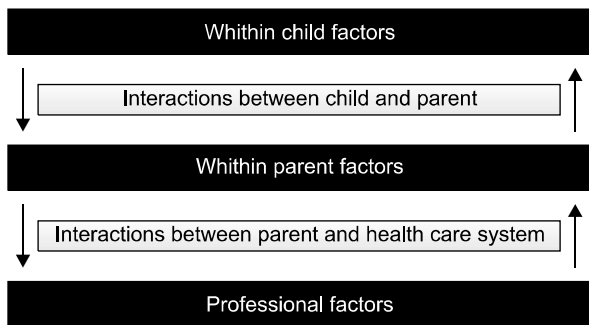 Whithin child factors
Interactions between child and parent
Whithin parent factors
Interactions between parent and health care system
Professional factors